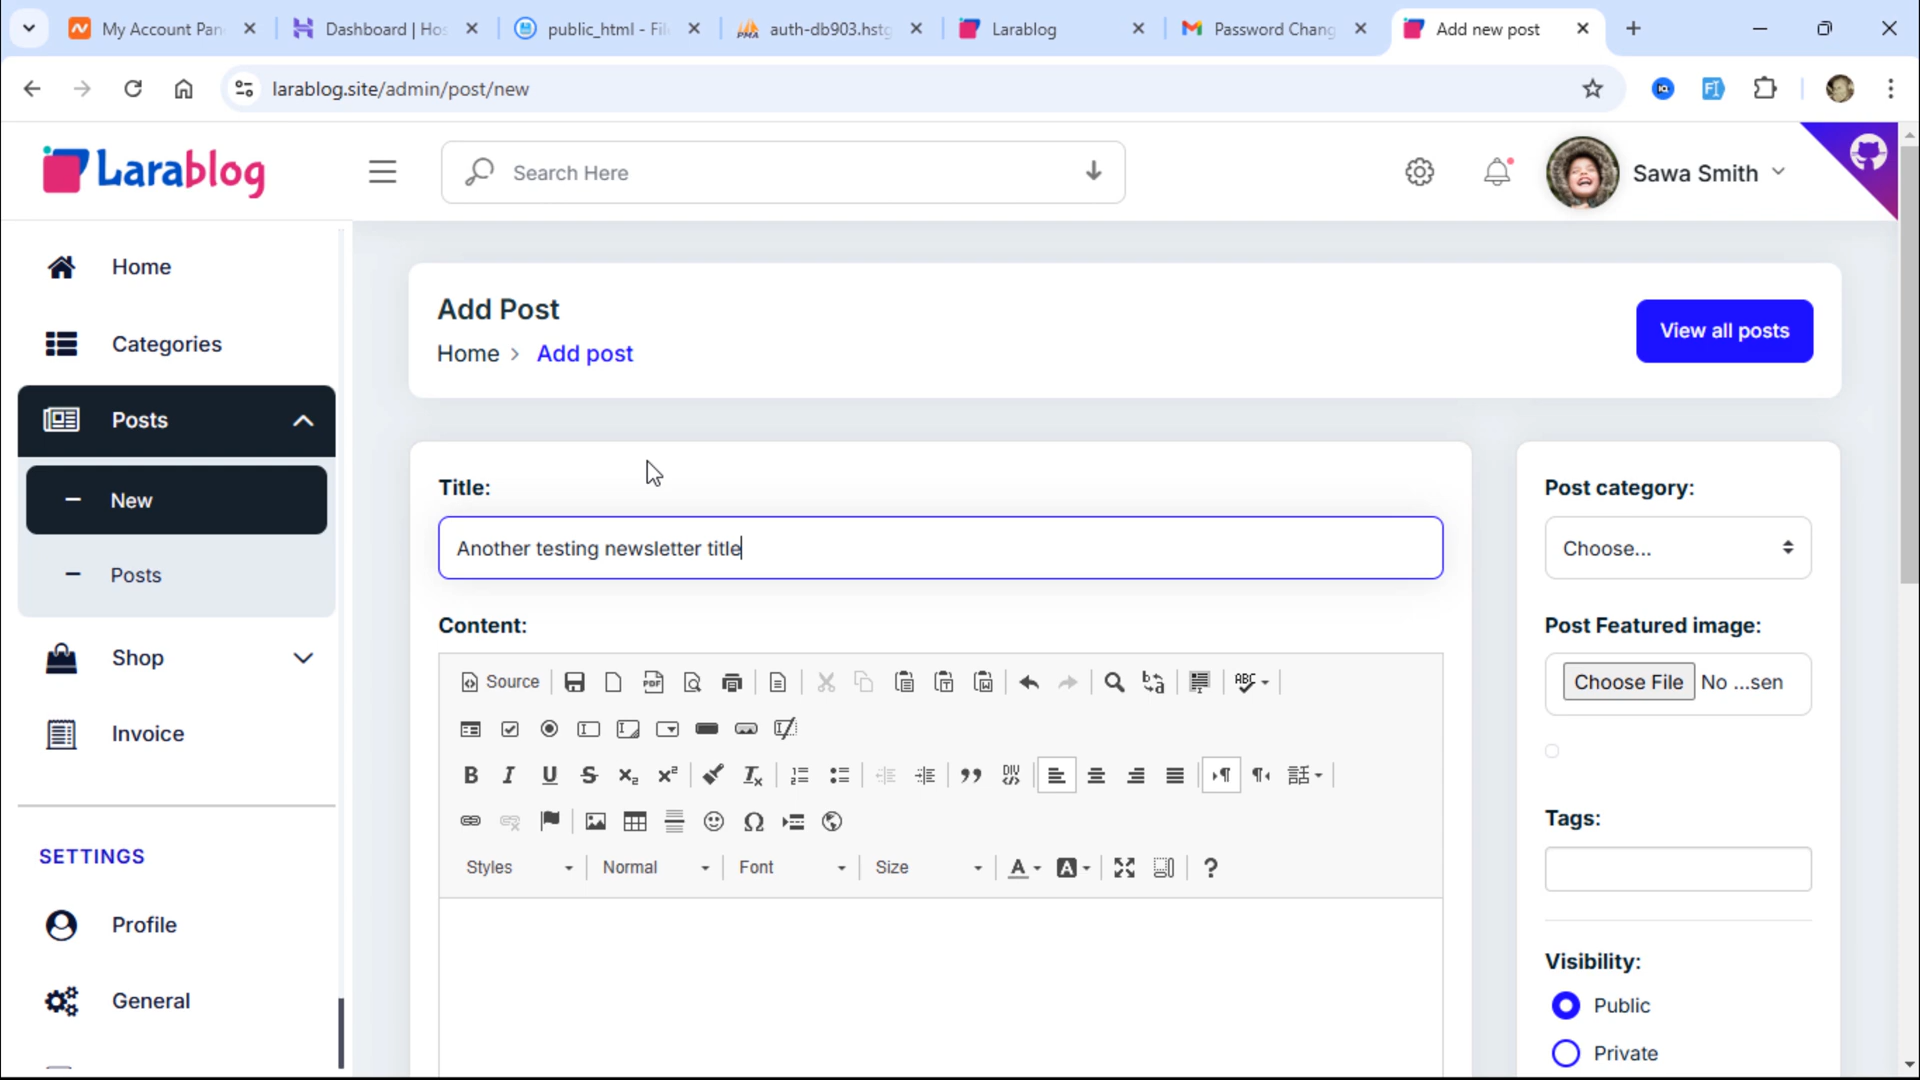 My Account Pan
Dashboard | Hos
public_html - Fil
auth-db903.hstg
Larablog
Password Chang
Add new post
larablog.site/admin/post/new
Larablog
Search Here
Sawa Smith
Home
Categories
Posts
New
Posts
Shop
Invoice
SETTINGS
Profile
General
Add Post
Home > Add post
View all posts
Title:
Another testing newsletter title
Content:
Source
Styles
Normal
Font
Size
Post category:
Choose...
Post Featured image:
Choose File No ...sen
Tags:
Visibility:
Public
Private